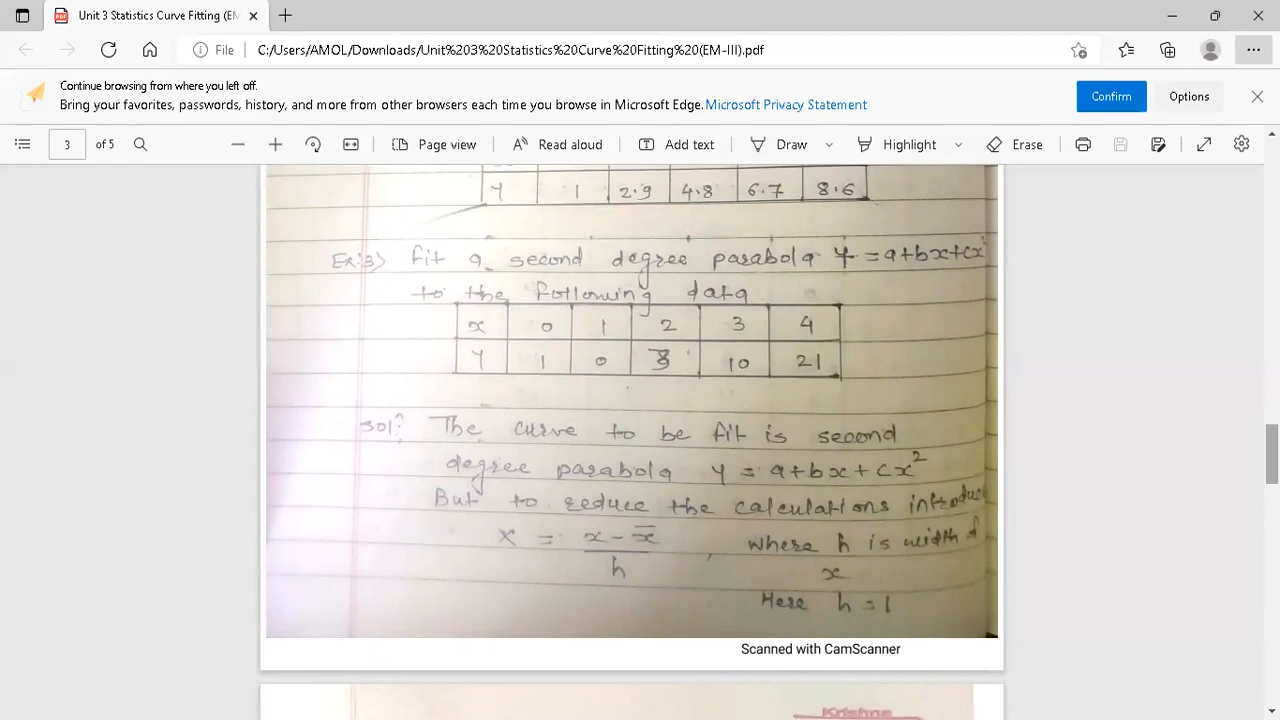 Unit 3 Statistics Curve Fitting (EM
File C:/Users/AMOL/Downloads/Unit%203%20Statistics%20Curve%20Fitting%20(EM-III).pdf
Continue browsing from where you left off.
Bring your favorites, passwords, history, and more from other browsers each time you browse in Microsoft Edge. Microsoft Privacy Statement
Confirm
Options
3 of 5
Page view
Read aloud
Add text
Draw
Highlight
Erase
Y 1 2.9 4.8 6.7 8.6
Ex:3) Fit a second degree parabola Y = a+bx+cx²
to the following data
x 0 1 2 3 4
Y 1 0 3 10 21
Sol: The curve to be fit is second
degree parabola Y = a+bx+cx²
But to reduce the calculations introduce
X = x - x̄ / h , where h is width of
x
Here h = 1
Scanned with CamScanner
Krishna